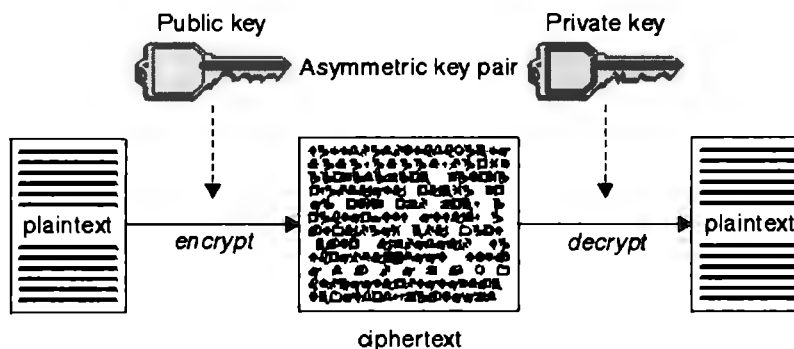 Public key
Private key
Asymmetric key pair
plaintext
encrypt
decrypt
plaintext
ciphertext